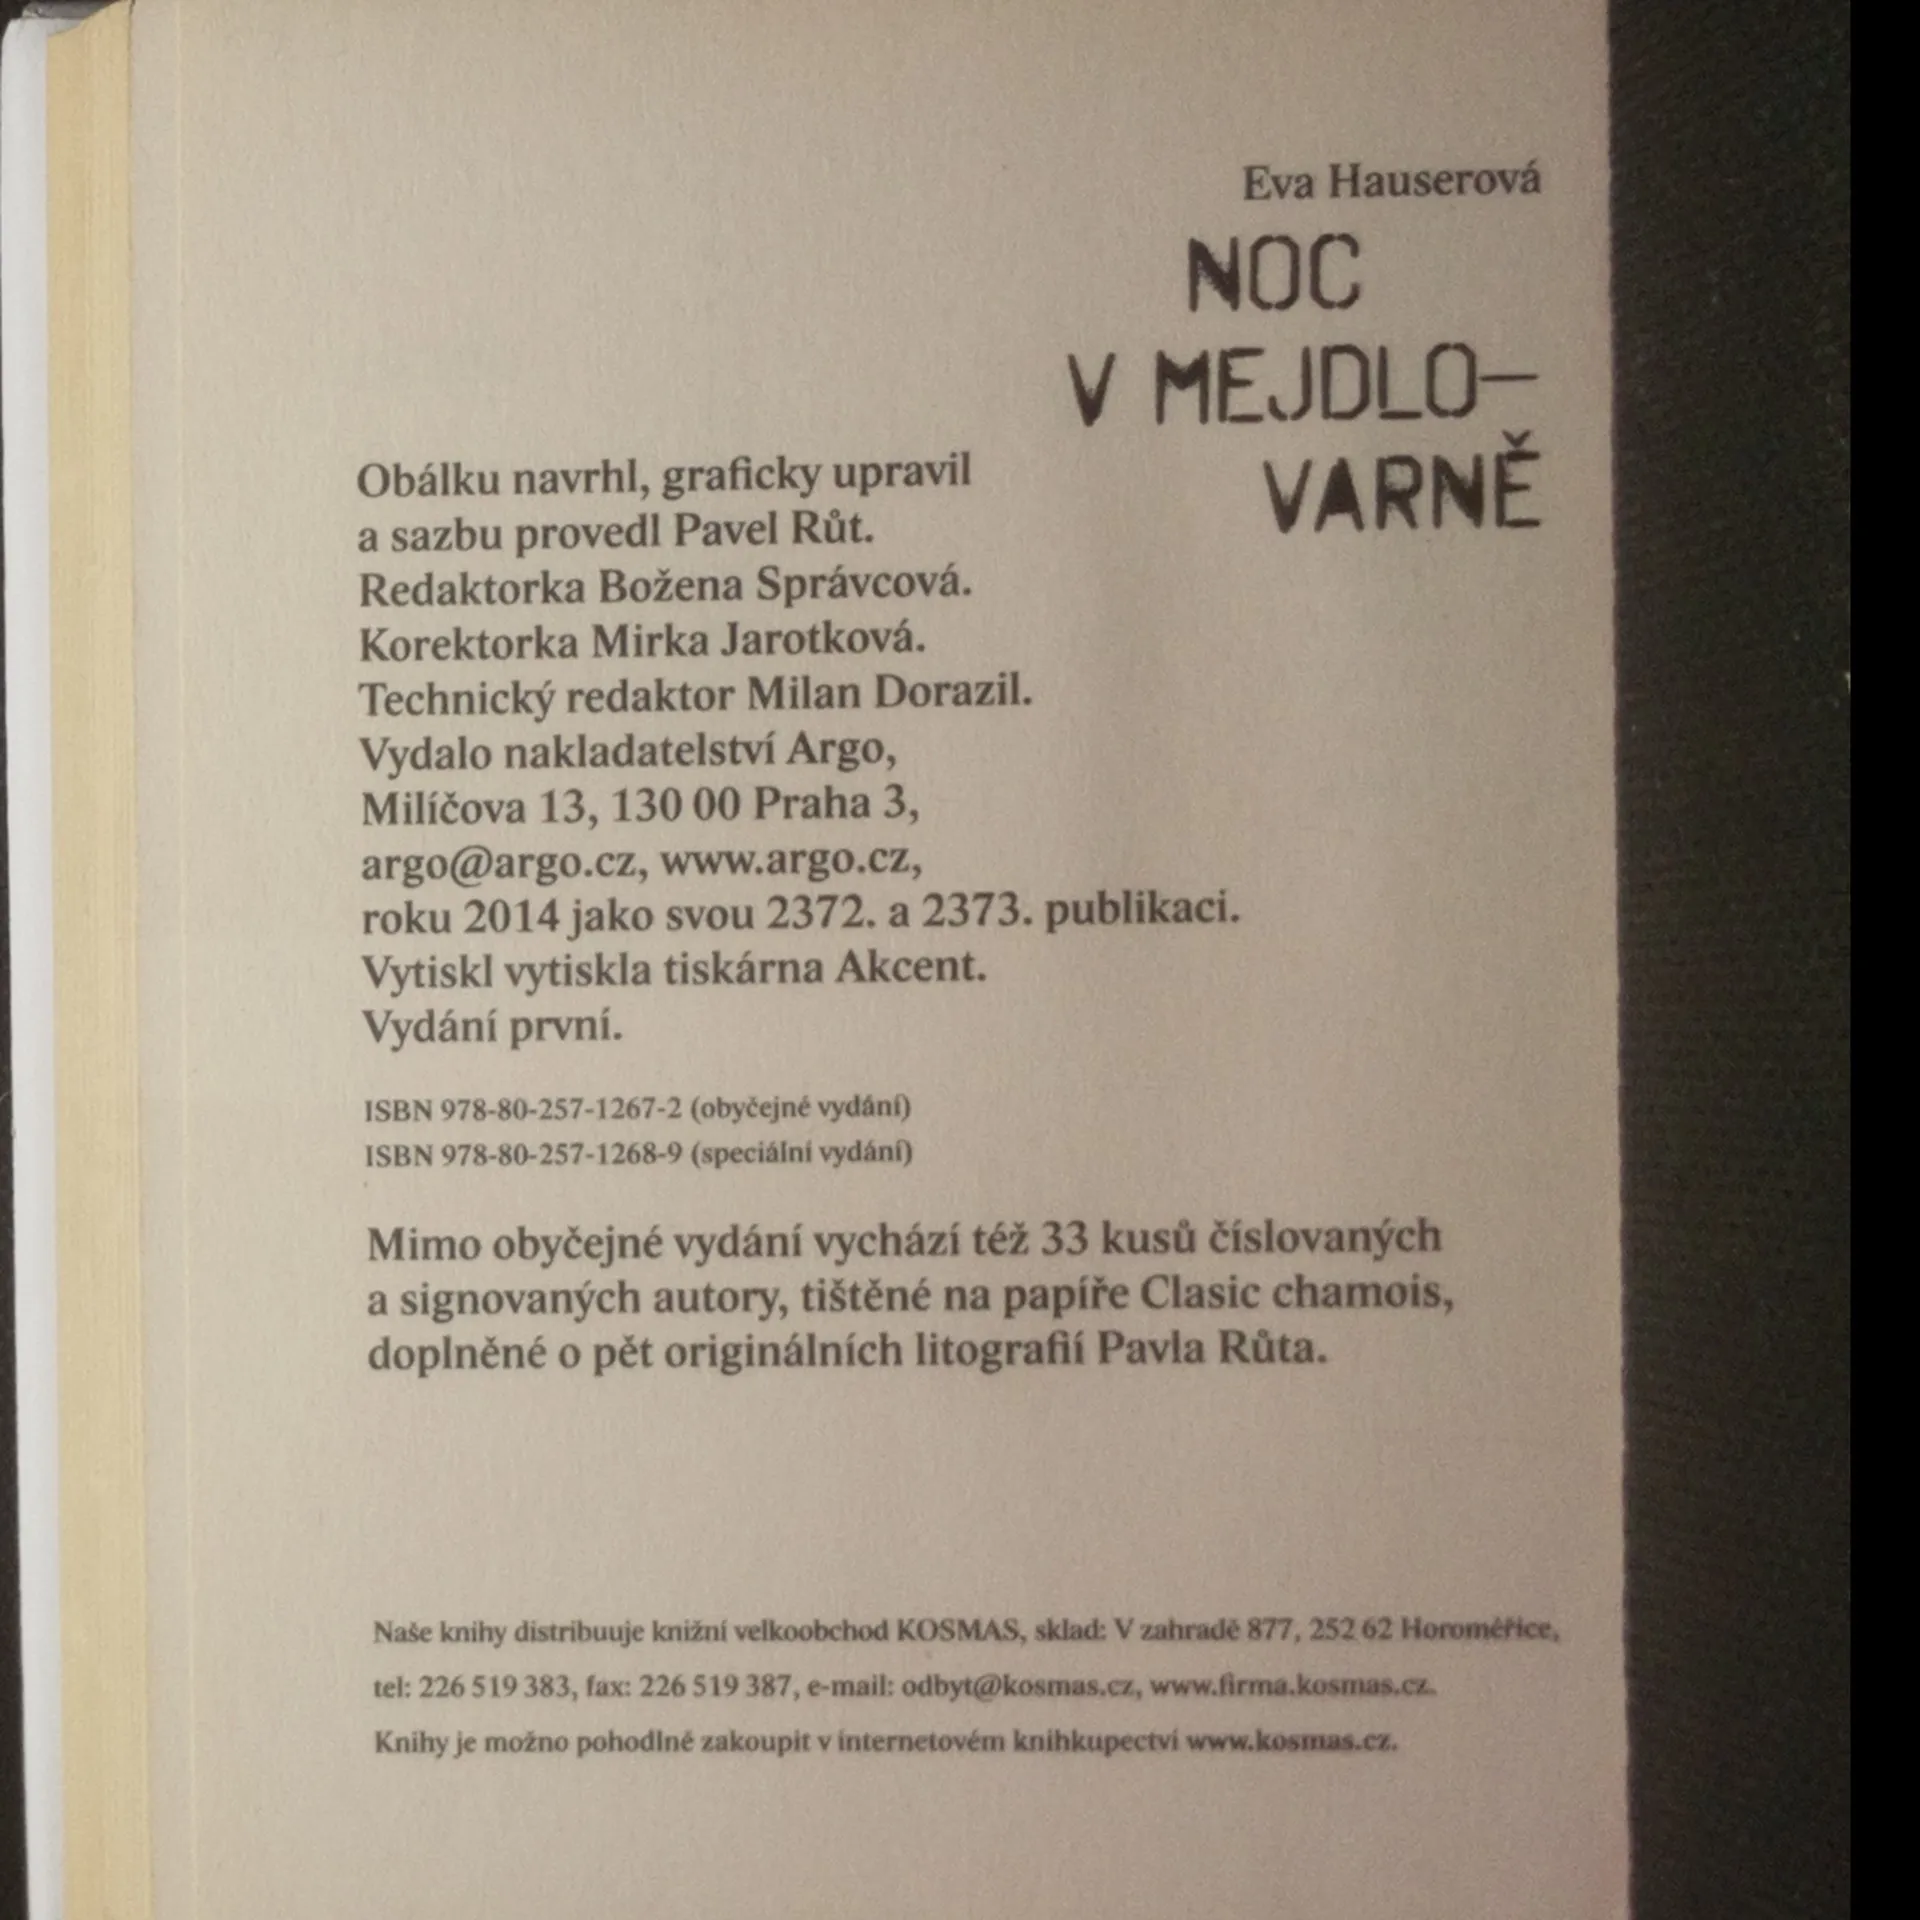 Eva Hauserová
NOC
V MEJDLO–
VARNĚ
Obálku navrhl, graficky upravil
a sazbu provedl Pavel Růt.
Redaktorka Božena Správcová.
Korektorka Mirka Jarotková.
Technický redaktor Milan Dorazil.
Vydalo nakladatelství Argo,
Milíčova 13, 130 00 Praha 3,
argo@argo.cz, www.argo.cz,
roku 2014 jako svou 2372. a 2373. publikaci.
Vytiskl vytiskla tiskárna Akcent.
Vydání první.
ISBN 978-80-257-1267-2 (obyčejné vydání)
ISBN 978-80-257-1268-9 (speciální vydání)
Mimo obyčejné vydání vychází též 33 kusů číslovaných
a signovaných autory, tištěné na papíře Clasic chamois,
doplněné o pět originálních litografií Pavla Růta.
Naše knihy distribuuje knižní velkoobchod KOSMAS, sklad: V zahradě 877, 252 62 Horoměřice,
tel: 226 519 383, fax: 226 519 387, e-mail: odbyt@kosmas.cz, www.firma.kosmas.cz.
Knihy je možno pohodlně zakoupit v internetovém knihkupectví www.kosmas.cz.